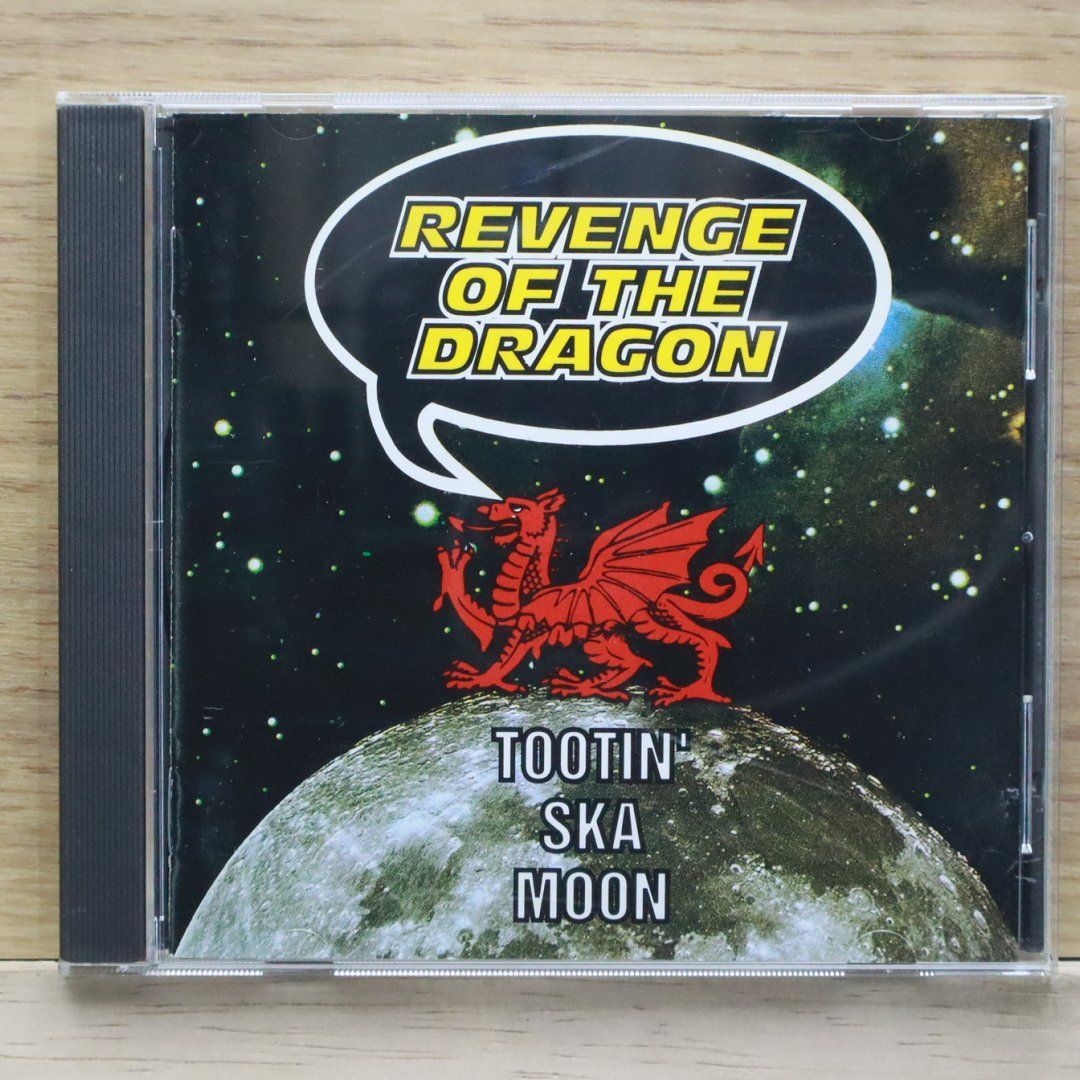 REVENGE
OF THE
DRAGON
TOOTIN'
SKA
MOON